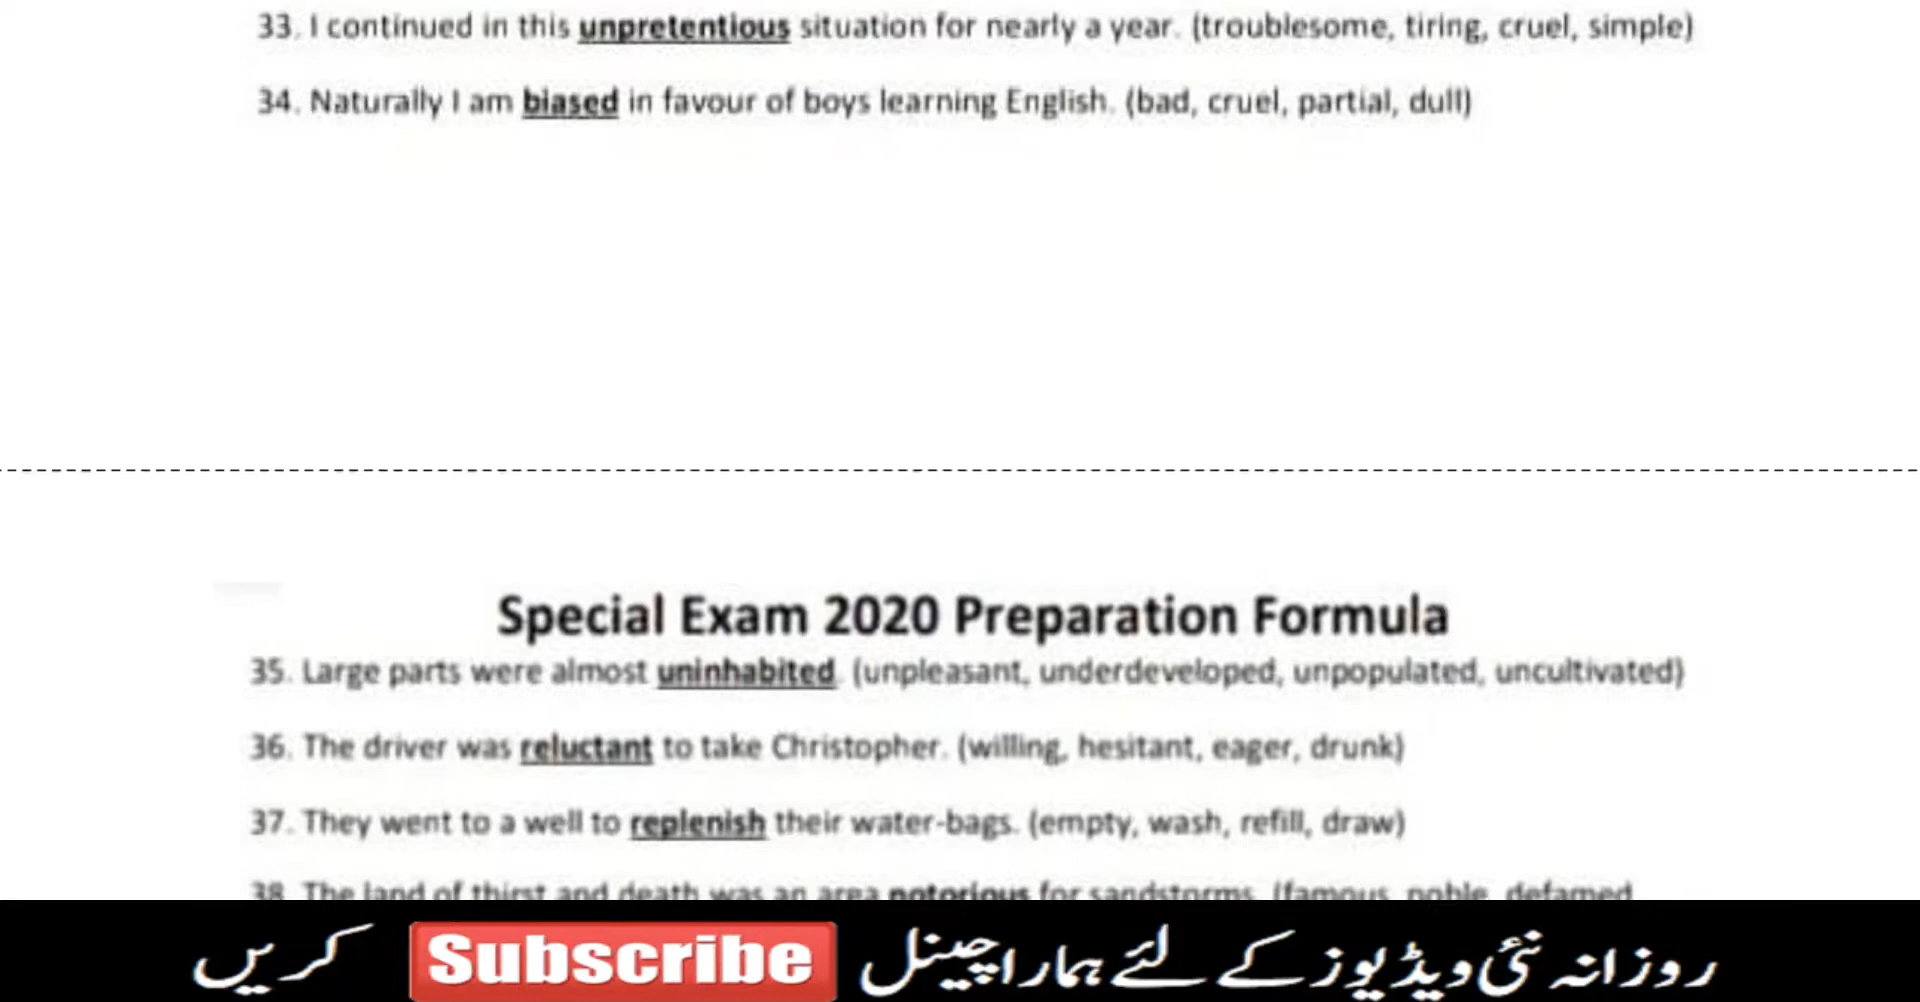 33. I continued in this unpretentious situation for nearly a year. (troublesome, tiring, cruel, simple)
34. Naturally I am biased in favour of boys learning English. (bad, cruel, partial, dull)
Special Exam 2020 Preparation Formula
35. Large parts were almost uninhabited. (unpleasant, underdeveloped, unpopulated, uncultivated)
36. The driver was reluctant to take Christopher. (willing, hesitant, eager, drunk)
37. They went to a well to replenish their water-bags. (empty, wash, refill, draw)
38. The land of thirst and death was an area notorious for sandstorms. (famous, noble, defamed,
روزانہ نئی ویڈیوز کے لئے ہمارا چینل Subscribe کریں